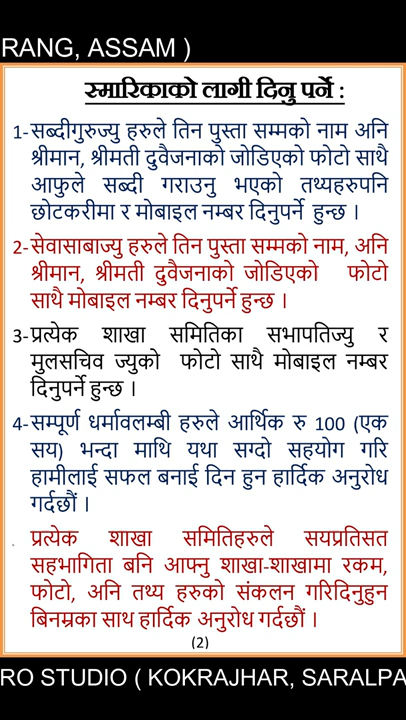 RANG, ASSAM )
स्मारिकाको लागी दिनु पर्ने :
1-सब्दीगुरुज्यु हरुले तिन पुस्ता सम्मको नाम अनि
श्रीमान, श्रीमती दुवैजनाको जोडिएको फोटो साथै
आफुले सब्दी गराउनु भएको तथ्यहरुपनि
छोटकरीमा र मोबाइल नम्बर दिनुपर्ने हुन्छ ।
2-सेवासाबाज्यु हरुले तिन पुस्ता सम्मको नाम, अनि
श्रीमान, श्रीमती दुवैजनाको जोडिएको फोटो
साथै मोबाइल नम्बर दिनुपर्ने हुन्छ ।
3-प्रत्येक शाखा समितिका सभापतिज्यु र
मुलसचिव ज्युको फोटो साथै मोबाइल नम्बर
दिनुपर्ने हुन्छ ।
4-सम्पूर्ण धर्मावलम्बी हरुले आर्थिक रु 100 (एक
सय) भन्दा माथि यथा सग्दो सहयोग गरि
हामीलाई सफल बनाई दिन हुन हार्दिक अनुरोध
गर्दछौं ।
प्रत्येक शाखा समितिहरुले सयप्रतिसत
सहभागिता बनि आफ्नु शाखा-शाखामा रकम,
फोटो, अनि तथ्य हरुको संकलन गरिदिनुहुन
बिनम्रका साथ हार्दिक अनुरोध गर्दछौं ।
(2)
RO STUDIO ( KOKRAJHAR, SARALPA